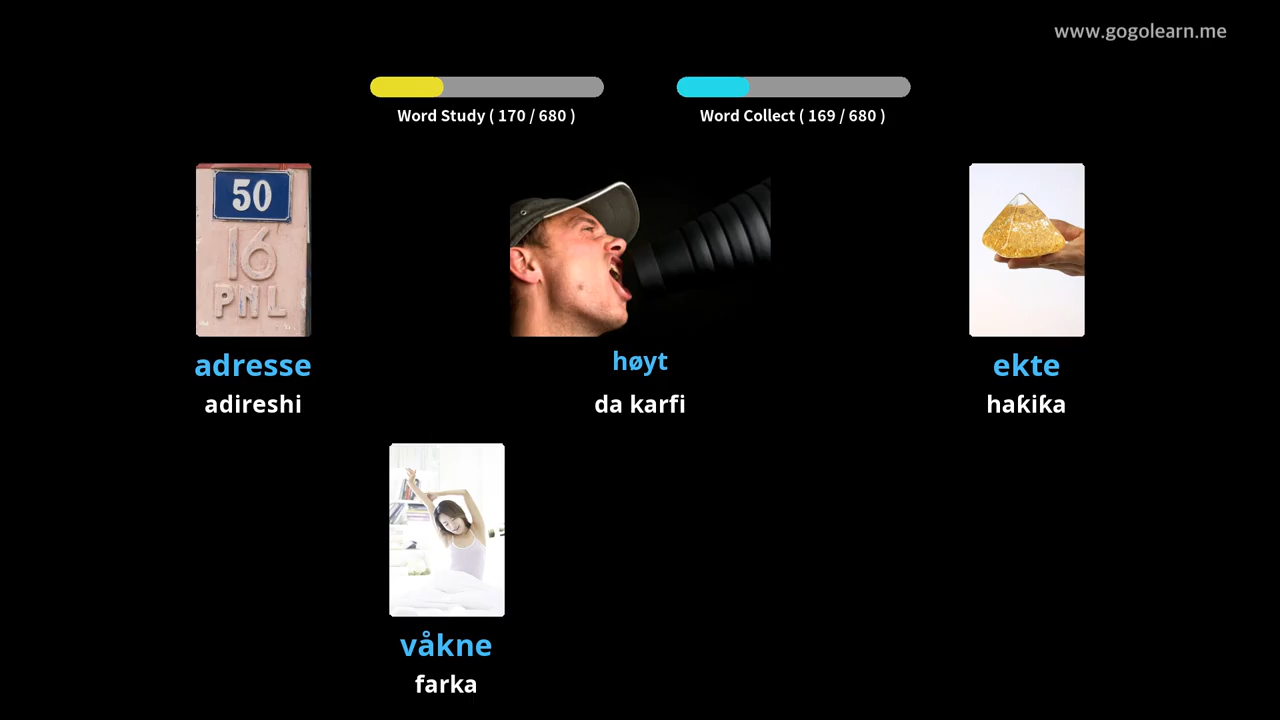 www.gogolearn.me
Word Study ( 170 / 680 )
Word Collect ( 169 / 680 )
50
16
PNL
adresse
adireshi
høyt
da karfi
ekte
haƙiƙa
våkne
farka